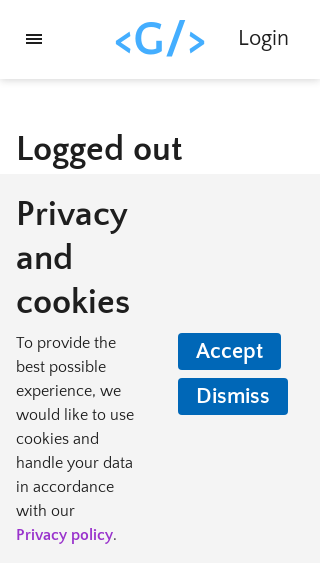 <G/>
Login
Logged out
Privacy
and
cookies
To provide the
best possible
experience, we
would like to use
cookies and
handle your data
in accordance
with our
Privacy policy.
Accept
Dismiss